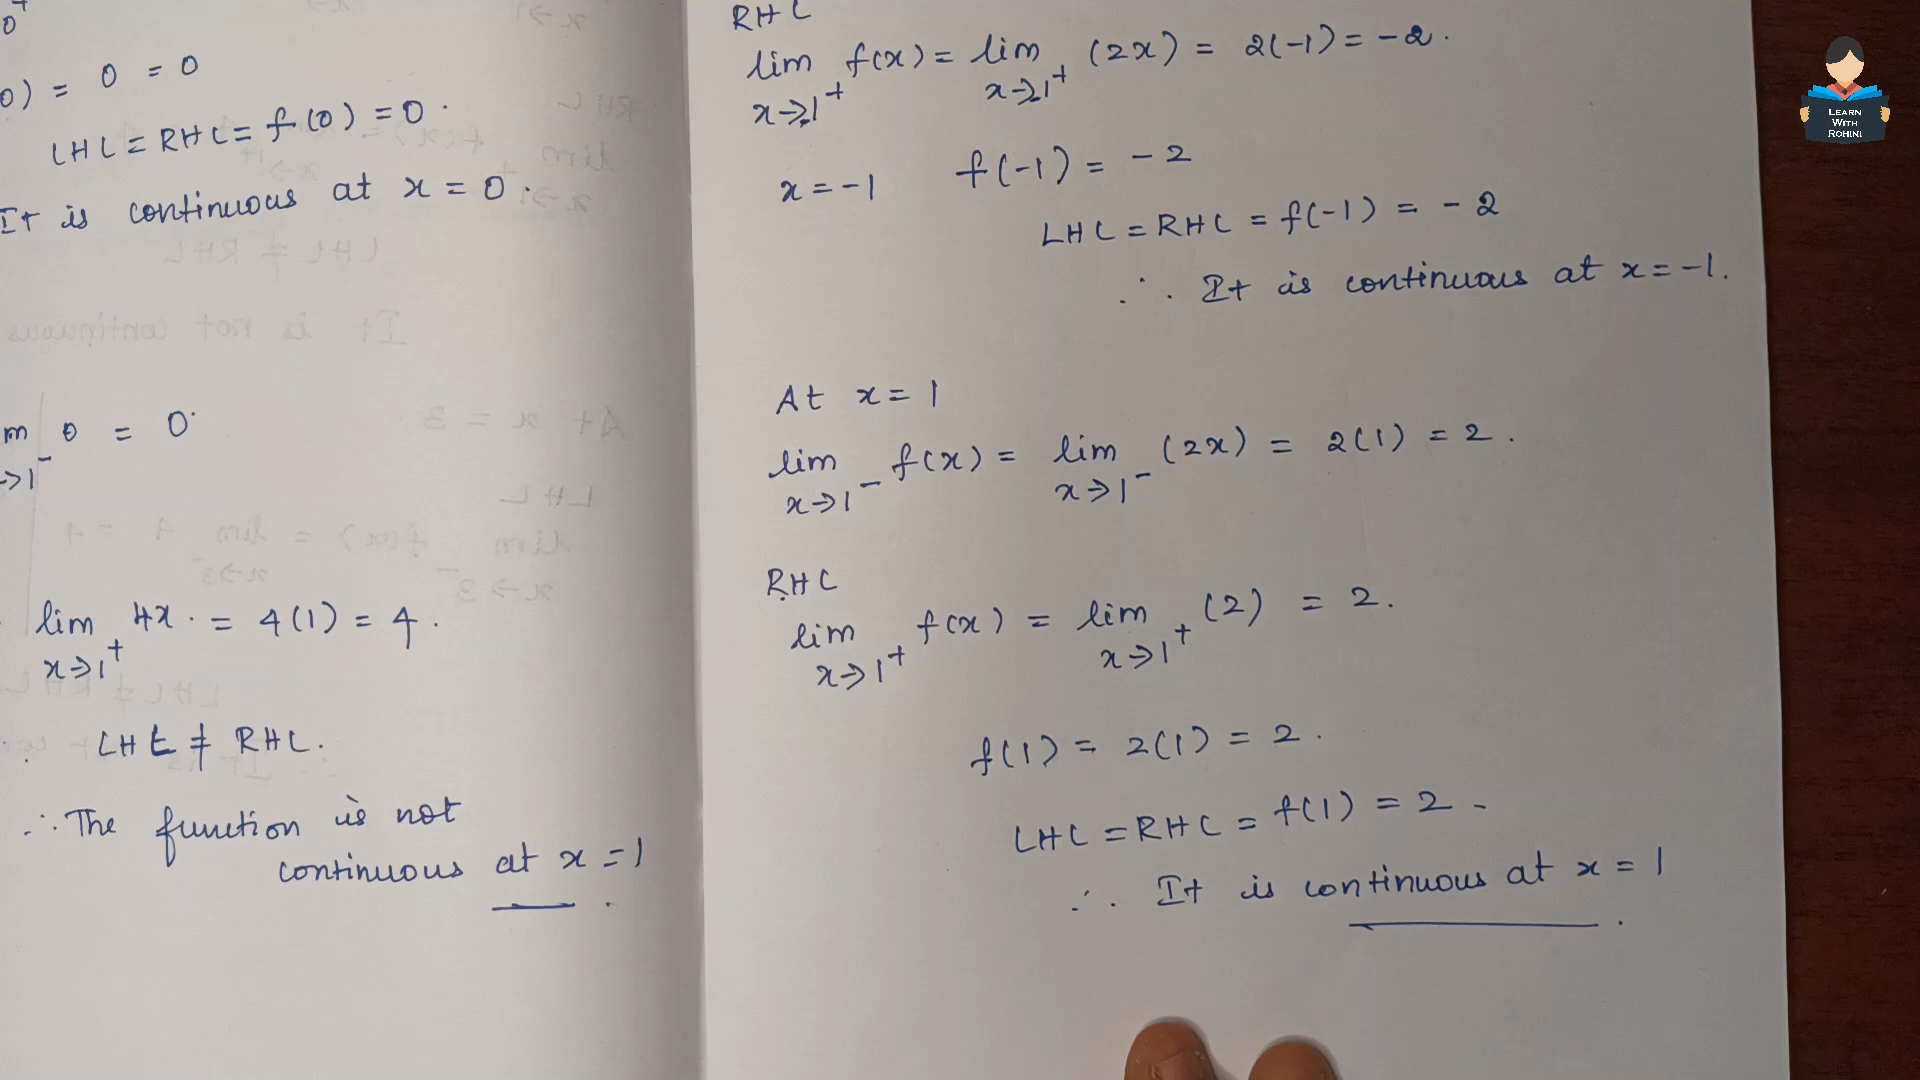 0⁺
0) = 0 = 0
LHL = RHL = f(0) = 0.
It is continuous at x = 0.
m 0 = 0.
→1⁻
lim 4x. = 4(1) = 4.
x→1⁺
LHL ≠ RHL.
∴ The function is not
continuous at x = 1.
RHL
lim f(x) = lim (2x) = 2(-1) = -2.
x→-1⁺ x→-1⁺
x = -1 f(-1) = -2
LHL = RHL = f(-1) = -2
∴ It is continuous at x = -1.
At x = 1
lim f(x) = lim (2x) = 2(1) = 2.
x→1⁻ x→1⁻
RHL
lim f(x) = lim (2) = 2.
x→1⁺ x→1⁺
f(1) = 2(1) = 2.
LHL = RHL = f(1) = 2.
∴ It is continuous at x = 1.
LEARN
WITH
ROHINI